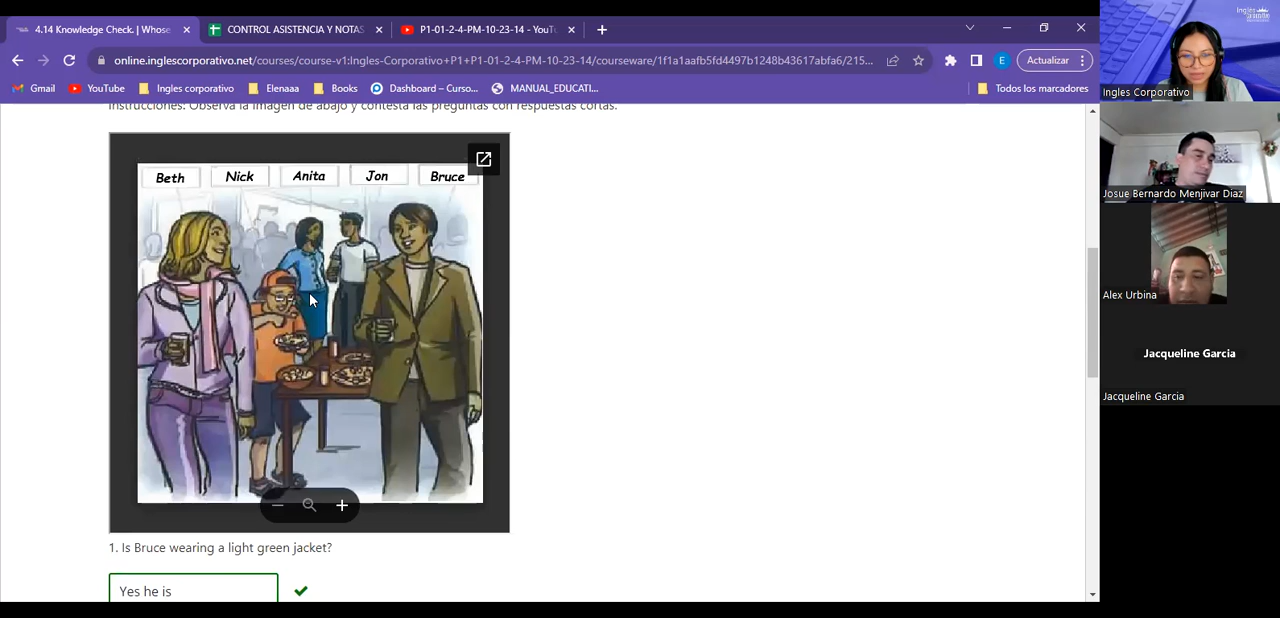 4.14 Knowledge Check. | Whose
CONTROL ASISTENCIA Y NOTAS
P1-01-2-4-PM-10-23-14 - YouTu
online.inglescorporativo.net/courses/course-v1:Ingles-Corporativo+P1+P1-01-2-4-PM-10-23-14/courseware/1f1a1aafb5fd4497b1248b43617abfa6/215...
E
Actualizar
Gmail
YouTube
Ingles corporativo
Elenaaa
Books
Dashboard – Curso...
MANUAL_EDUCATI...
Todos los marcadores
Instrucciones: Observa la imagen de abajo y contesta las preguntas con respuestas cortas.
Beth
Nick
Anita
Jon
Bruce
1. Is Bruce wearing a light green jacket?
Yes he is
Ingles Corporativo
Josue Bernardo Menjivar Diaz
Alex Urbina
Jacqueline Garcia
Jacqueline Garcia